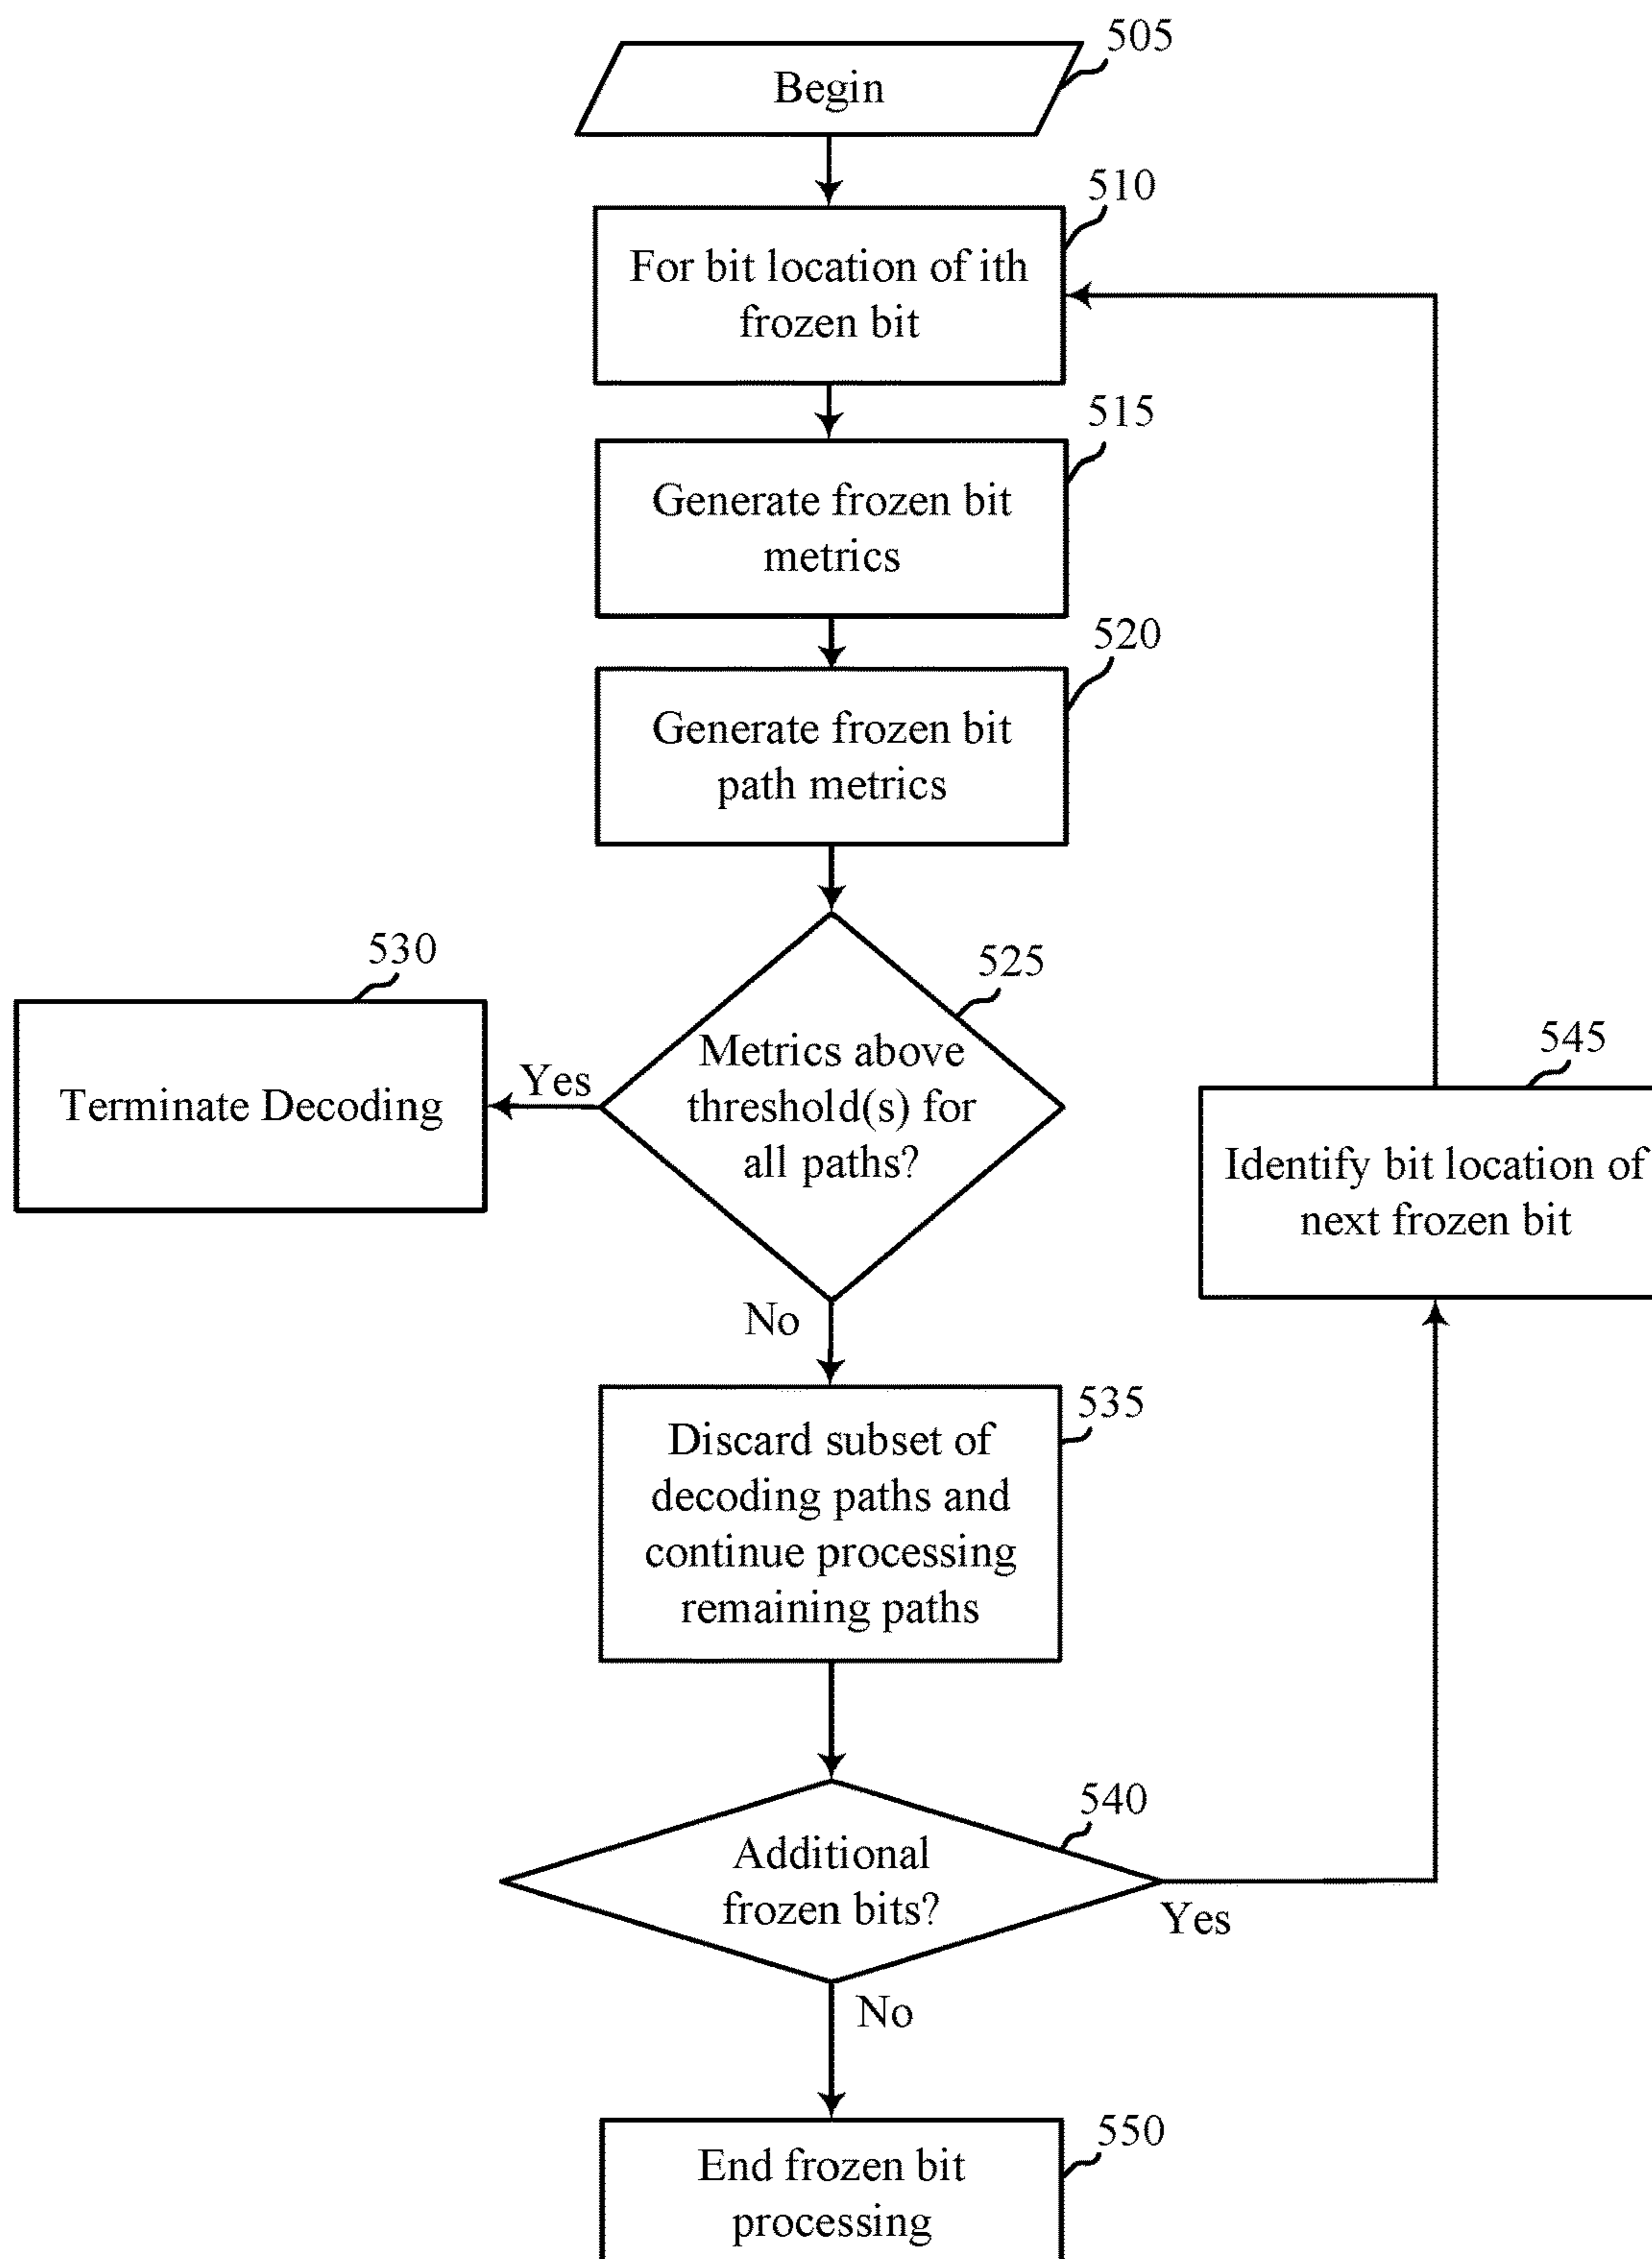 505
Begin
510
For bit location of ith
frozen bit
515
Generate frozen bit
metrics
520
Generate frozen bit
path metrics
525
Metrics above
threshold(s) for
all paths?
Yes
530
Terminate Decoding
No
535
Discard subset of
decoding paths and
continue processing
remaining paths
540
Additional
frozen bits?
Yes
545
Identify bit location of
next frozen bit
No
550
End frozen bit
processing